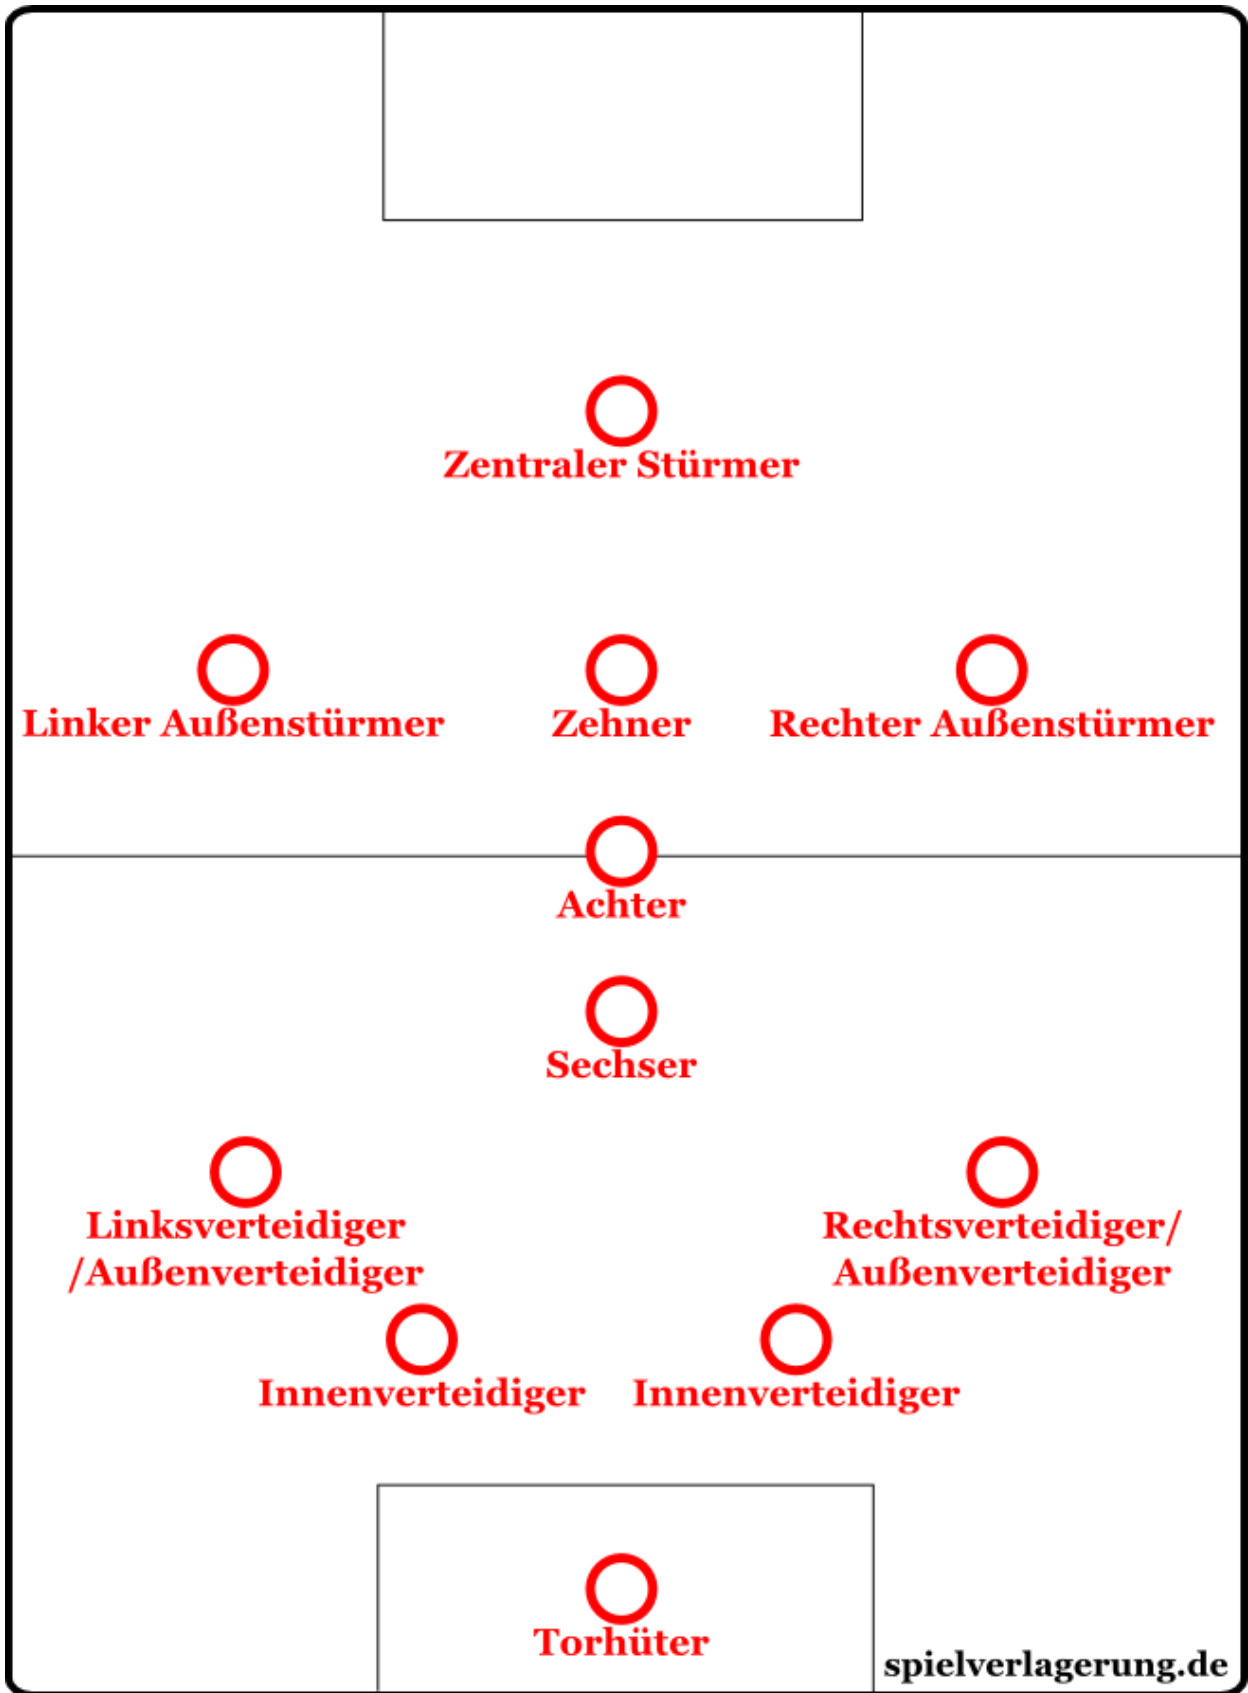 Zentraler Stürmer
Linker Außenstürmer
Zehner
Rechter Außenstürmer
Achter
Sechser
Linksverteidiger
/Außenverteidiger
Rechtsverteidiger/
Außenverteidiger
Innenverteidiger
Innenverteidiger
Torhüter
spielverlagerung.de